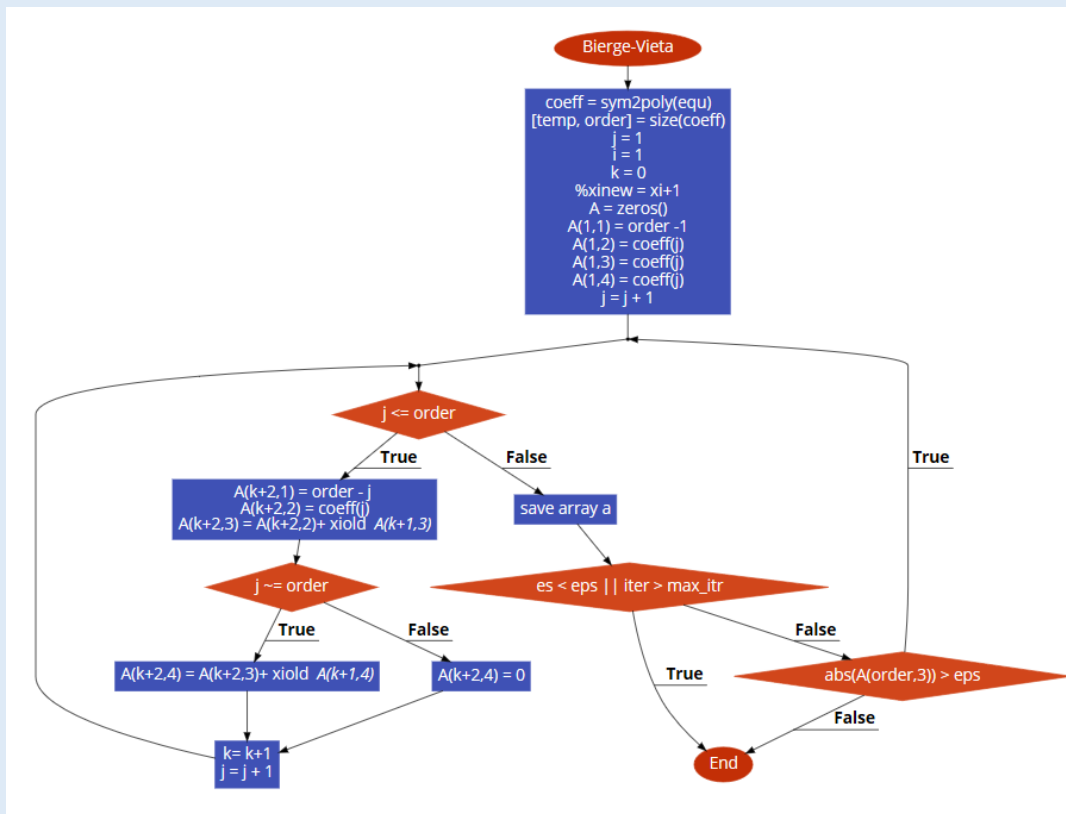 Bierge-Vieta
coeff = sym2poly(equ)
[temp, order] = size(coeff)
j = 1
i = 1
k = 0
%xinew = xi+1
A = zeros()
A(1,1) = order -1
A(1,2) = coeff(j)
A(1,3) = coeff(j)
A(1,4) = coeff(j)
j = j + 1
j <= order
True
False
True
A(k+2,1) = order - j
A(k+2,2) = coeff(j)
A(k+2,3) = A(k+2,2)+ xiold A(k+1,3)
save array a
j ~= order
es < eps || iter > max_itr
True
False
False
A(k+2,4) = A(k+2,3)+ xiold A(k+1,4)
A(k+2,4) = 0
True
abs(A(order,3)) > eps
False
k= k+1
j = j + 1
End